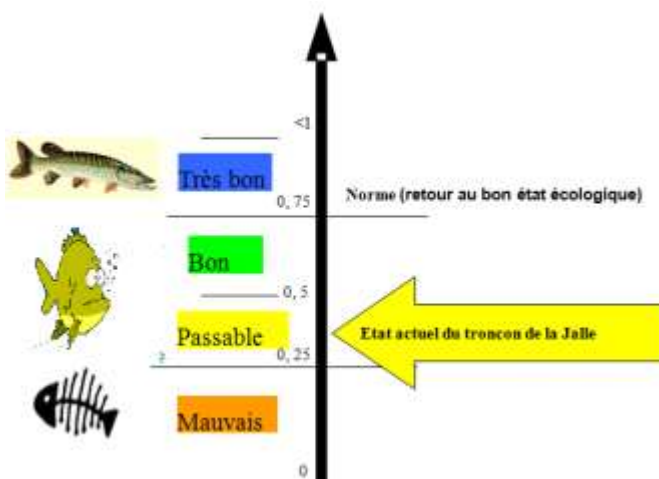 <1
Très bon
0, 75
Norme (retour au bon état écologique)
Bon
0, 5
Passable
Etat actuel du troncon de la Jalle
0, 25
Mauvais
0